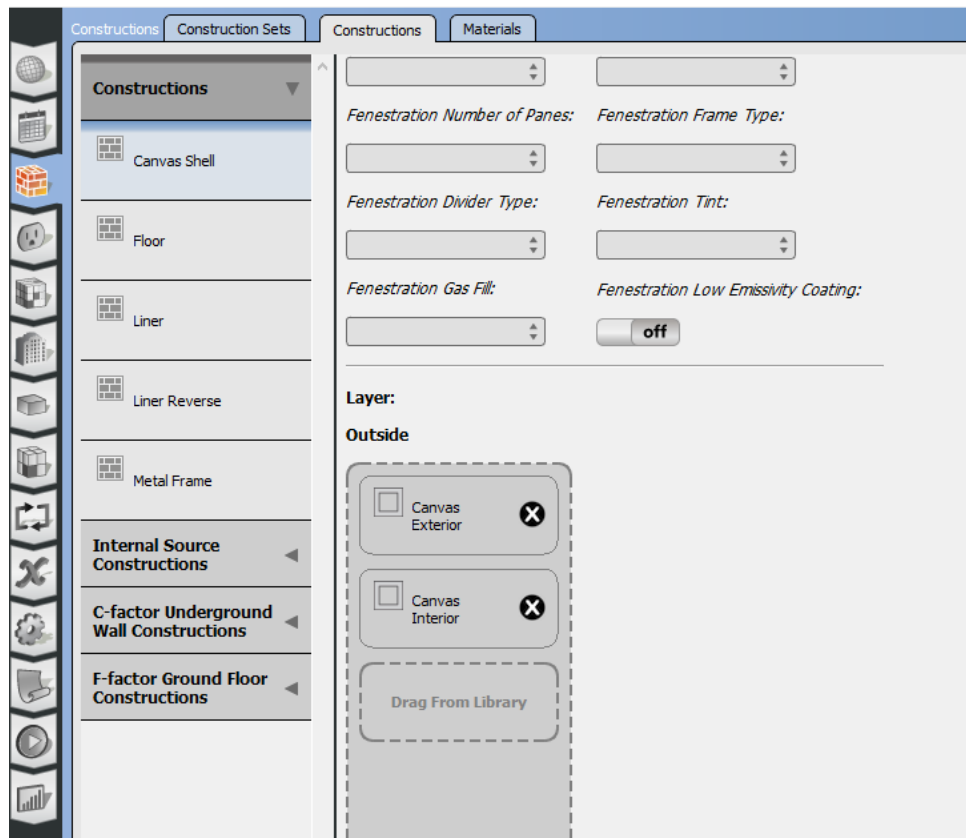 Constructions
Construction Sets
Constructions
Materials
Constructions
Canvas Shell
Floor
Liner
Liner Reverse
Metal Frame
Internal Source
Constructions
C-factor Underground
Wall Constructions
F-factor Ground Floor
Constructions
Fenestration Number of Panes:
Fenestration Frame Type:
Fenestration Divider Type:
Fenestration Tint:
Fenestration Gas Fill:
Fenestration Low Emissivity Coating:
off
Layer:
Outside
Canvas
Exterior
Canvas
Interior
Drag From Library